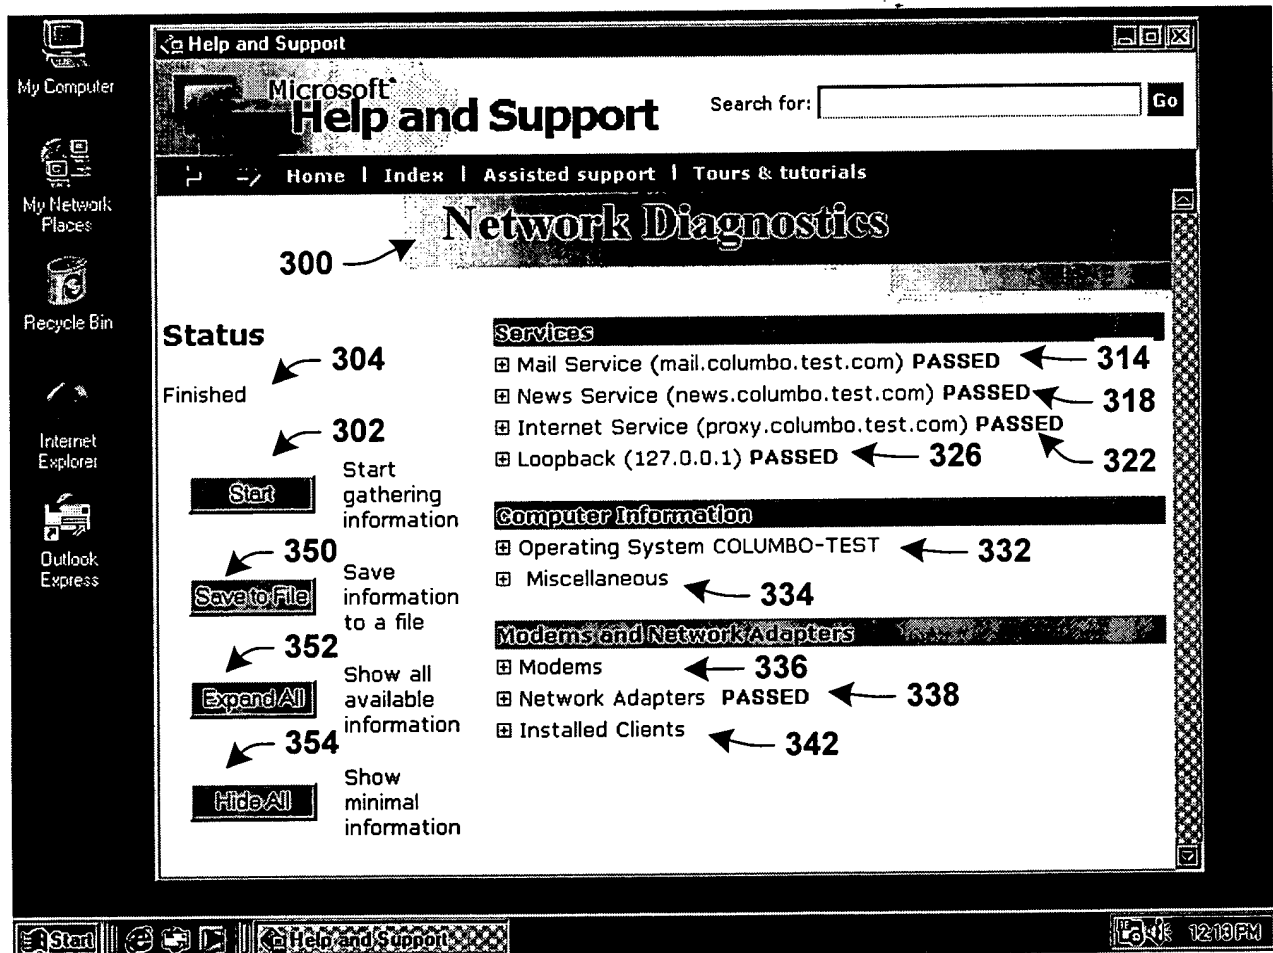 My Computer
My Network
Places
Recycle Bin
Internet
Explorer
Outlook
Express
Help and Support
Microsoft
Help and Support
Search for:
Go
Home | Index | Assisted support | Tours & tutorials
Network Diagnostics
300
Status
304
Finished
302
Start
Start
gathering
information
350
Save to File
Save
information
to a file
352
Expand All
Show all
available
information
354
Hide All
Show
minimal
information
Services
Mail Service (mail.columbo.test.com) PASSED
314
News Service (news.columbo.test.com) PASSED
318
Internet Service (proxy.columbo.test.com) PASSED
322
Loopback (127.0.0.1) PASSED
326
Computer Information
Operating System COLUMBO-TEST
332
Miscellaneous
334
Modems and Network Adapters
Modems
336
Network Adapters PASSED
338
Installed Clients
342
Start
Help and Support
12:13 PM